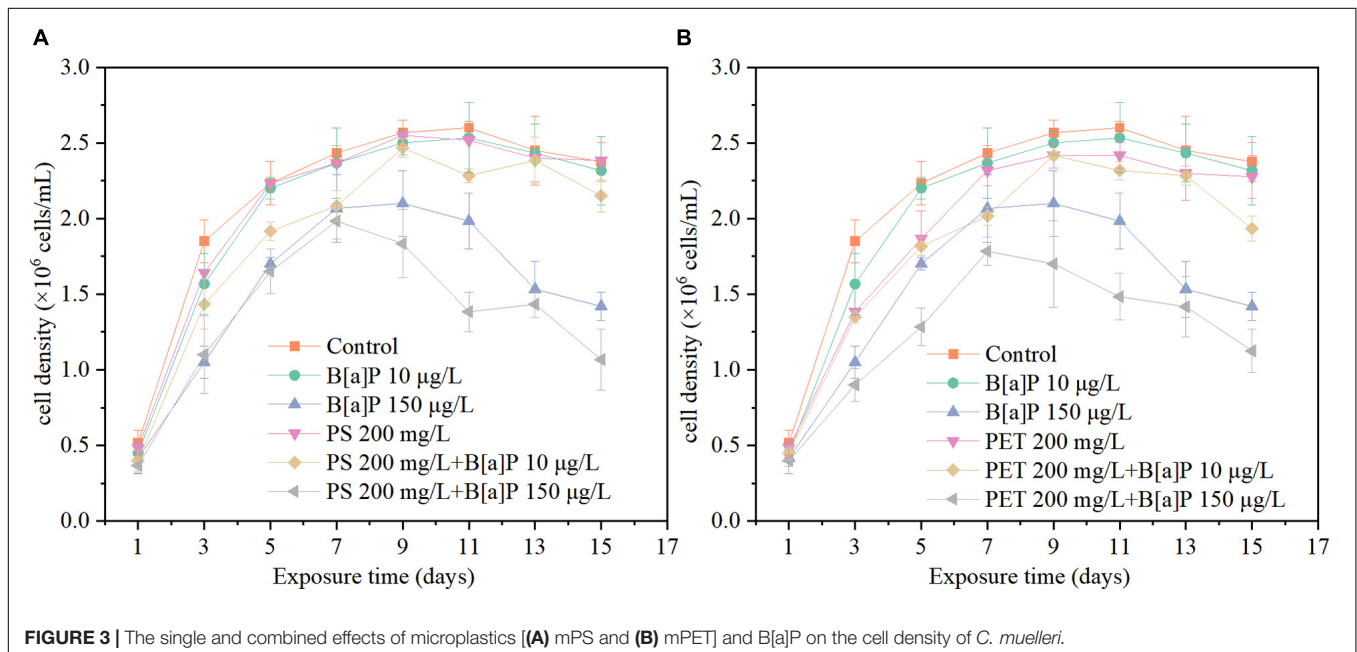 A
3.0
2.5
2.0
1.5
1.0
0.5
0.0
cell density (×10⁶ cells/mL)
Control
B[a]P 10 μg/L
B[a]P 150 μg/L
PS 200 mg/L
PS 200 mg/L+B[a]P 10 μg/L
PS 200 mg/L+B[a]P 150 μg/L
1 3 5 7 9 11 13 15 17
Exposure time (days)
B
3.0
2.5
2.0
1.5
1.0
0.5
0.0
cell density (×10⁶ cells/mL)
Control
B[a]P 10 μg/L
B[a]P 150 μg/L
PET 200 mg/L
PET 200 mg/L+B[a]P 10 μg/L
PET 200 mg/L+B[a]P 150 μg/L
1 3 5 7 9 11 13 15 17
Exposure time (days)
FIGURE 3 | The single and combined effects of microplastics [(A) mPS and (B) mPET] and B[a]P on the cell density of C. muelleri.